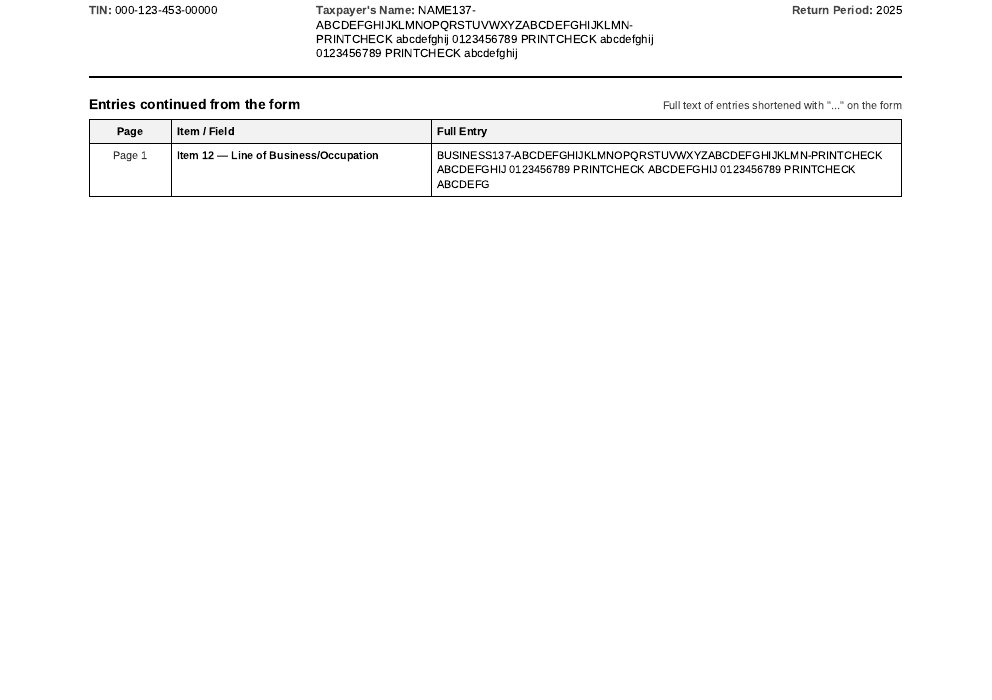 TIN: 000-123-453-00000
Taxpayer's Name: NAME137-
ABCDEFGHIJKLMNOPQRSTUVWXYZABCDEFGHIJKLMN-
PRINTCHECK abcdefghij 0123456789 PRINTCHECK abcdefghij
0123456789 PRINTCHECK abcdefghij
Return Period: 2025
Entries continued from the form
Full text of entries shortened with "..." on the form
Page
Item / Field
Full Entry
Page 1
Item 12 — Line of Business/Occupation
BUSINESS137-ABCDEFGHIJKLMNOPQRSTUVWXYZABCDEFGHIJKLMN-PRINTCHECK
ABCDEFGHIJ 0123456789 PRINTCHECK ABCDEFGHIJ 0123456789 PRINTCHECK
ABCDEFG